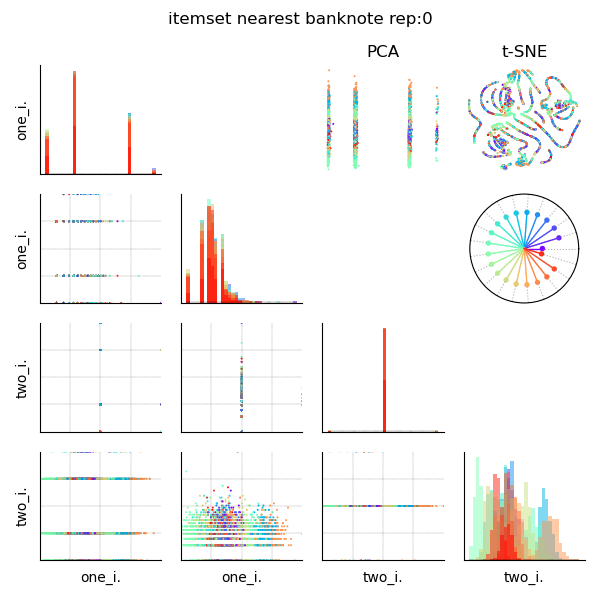 itemset nearest banknote rep:0
PCA
t-SNE
one_i.
one_i.
two_i.
two_i.
one_i.
one_i.
two_i.
two_i.